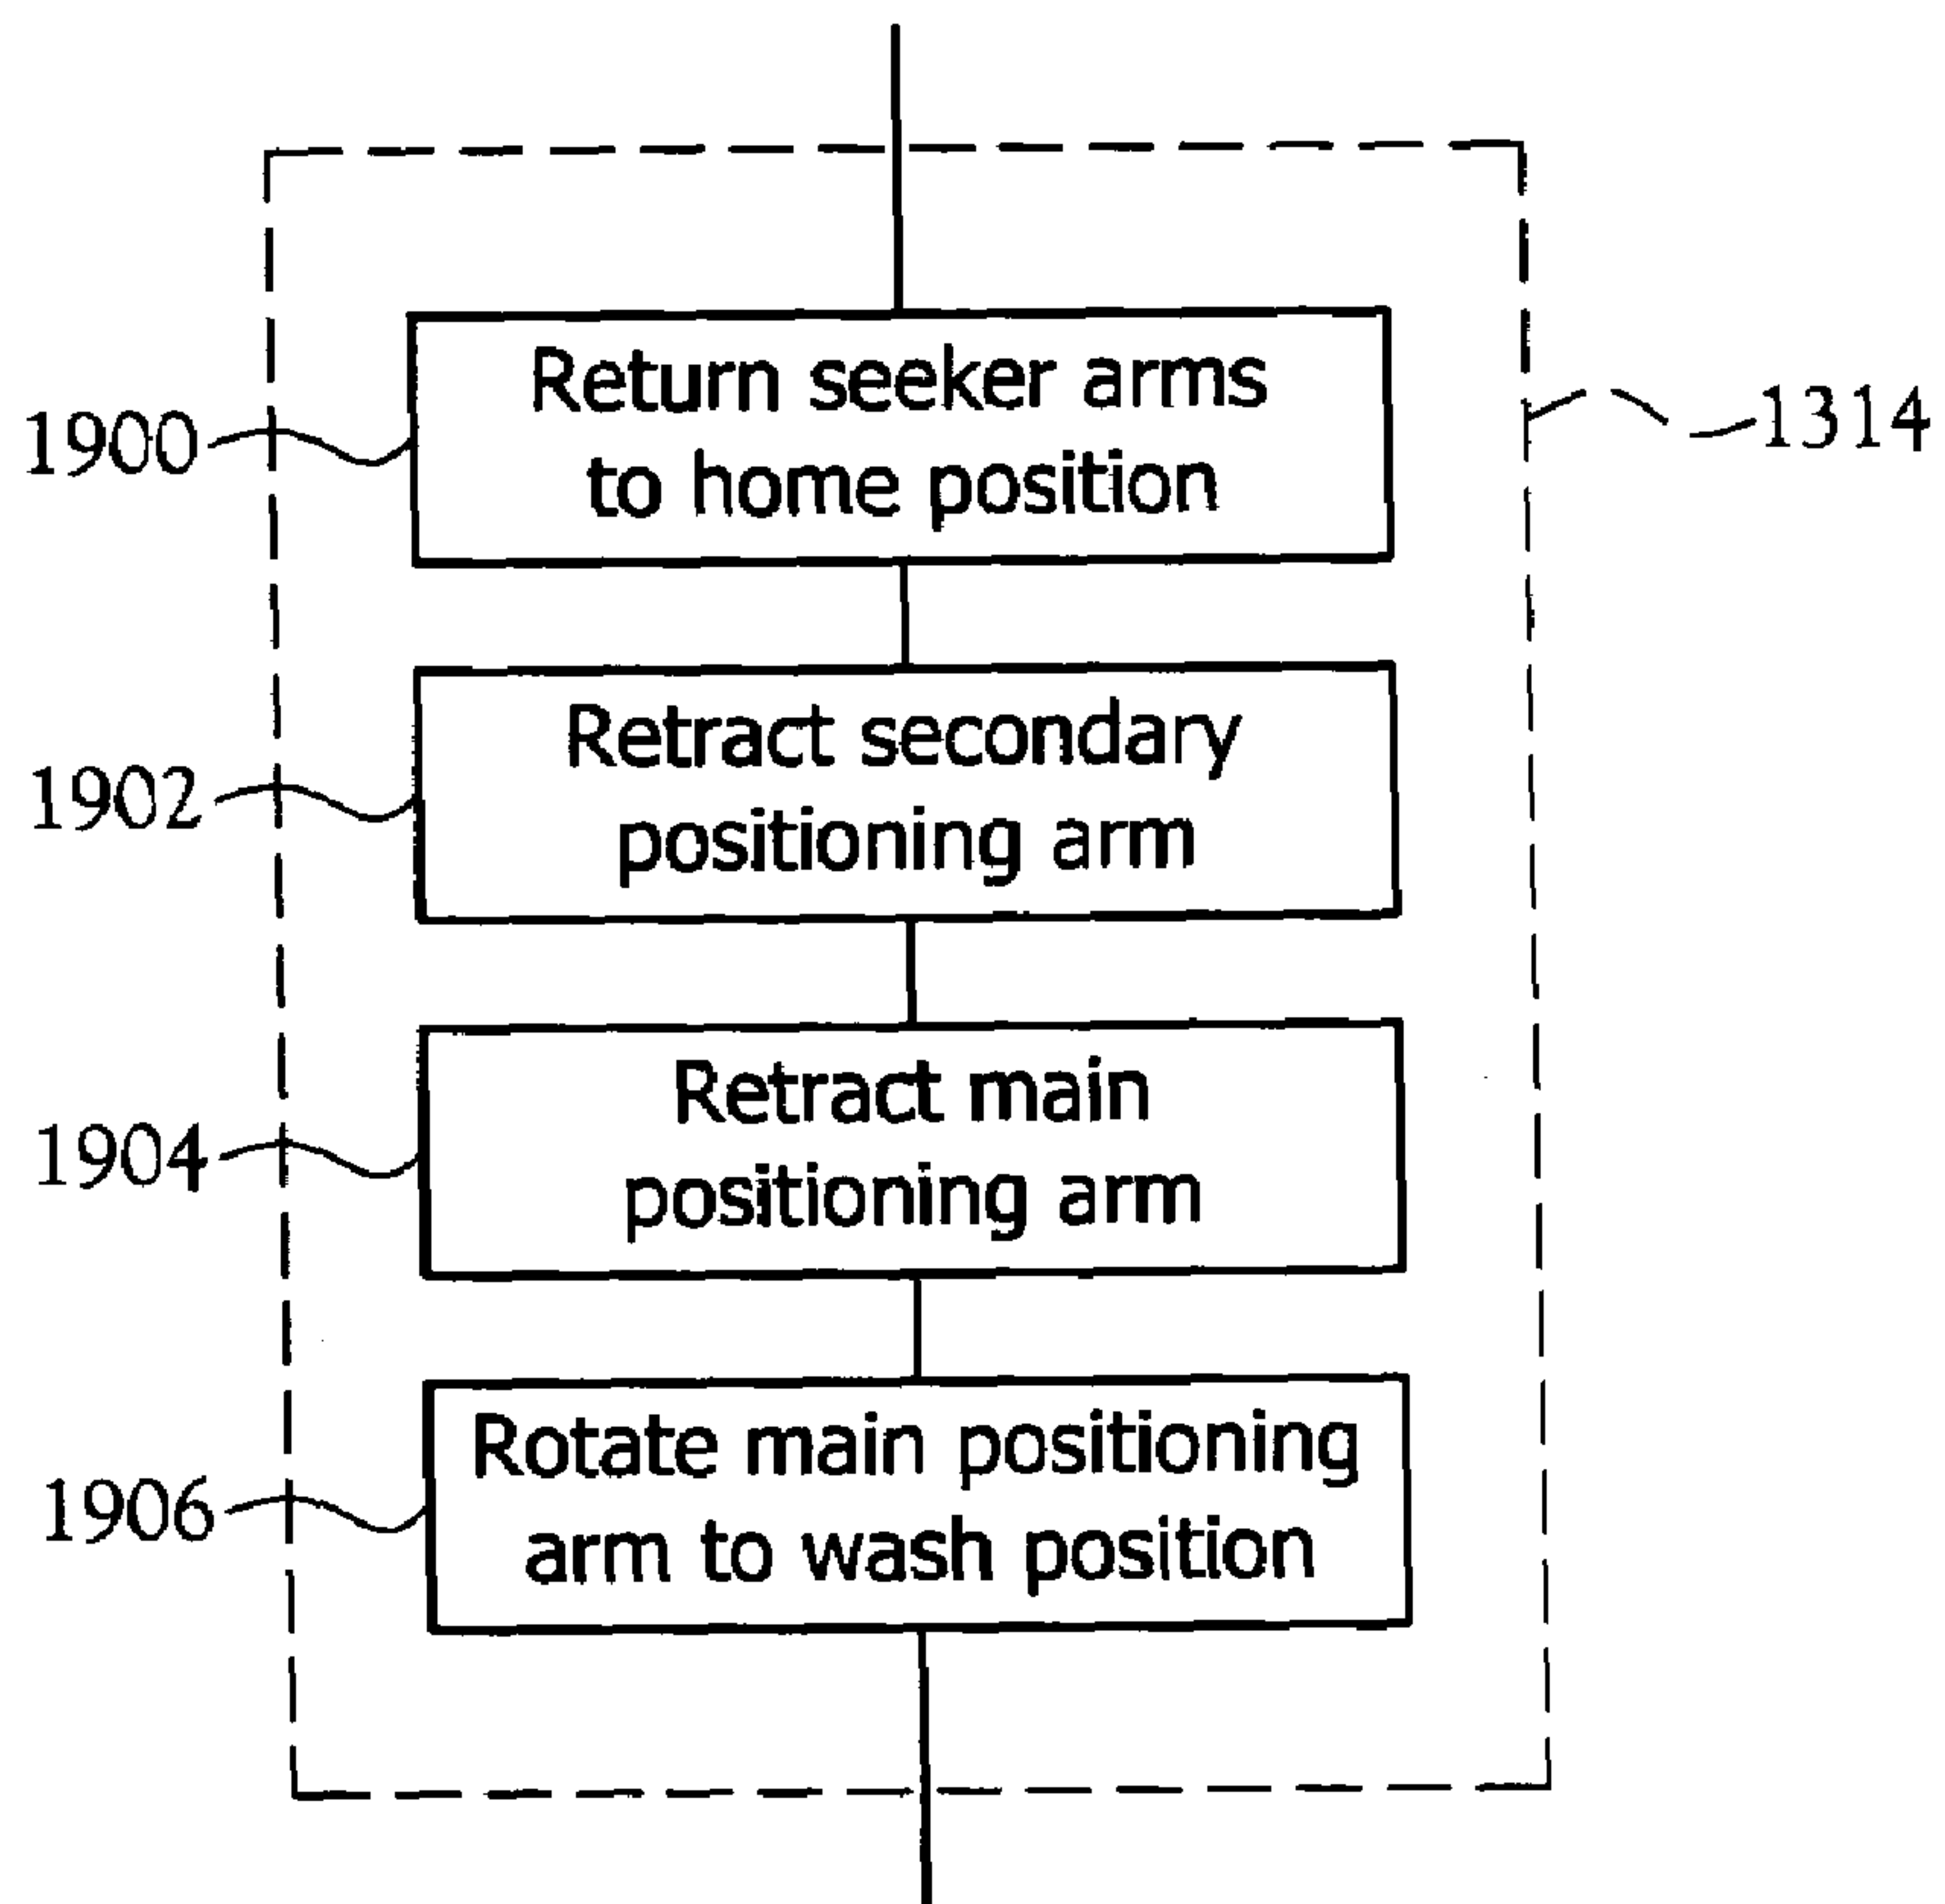 Return seeker arms
to home position
1900
1314
Retract secondary
positioning arm
1902
Retract main
positioning arm
1904
Rotate main positioning
arm to wash position
1906